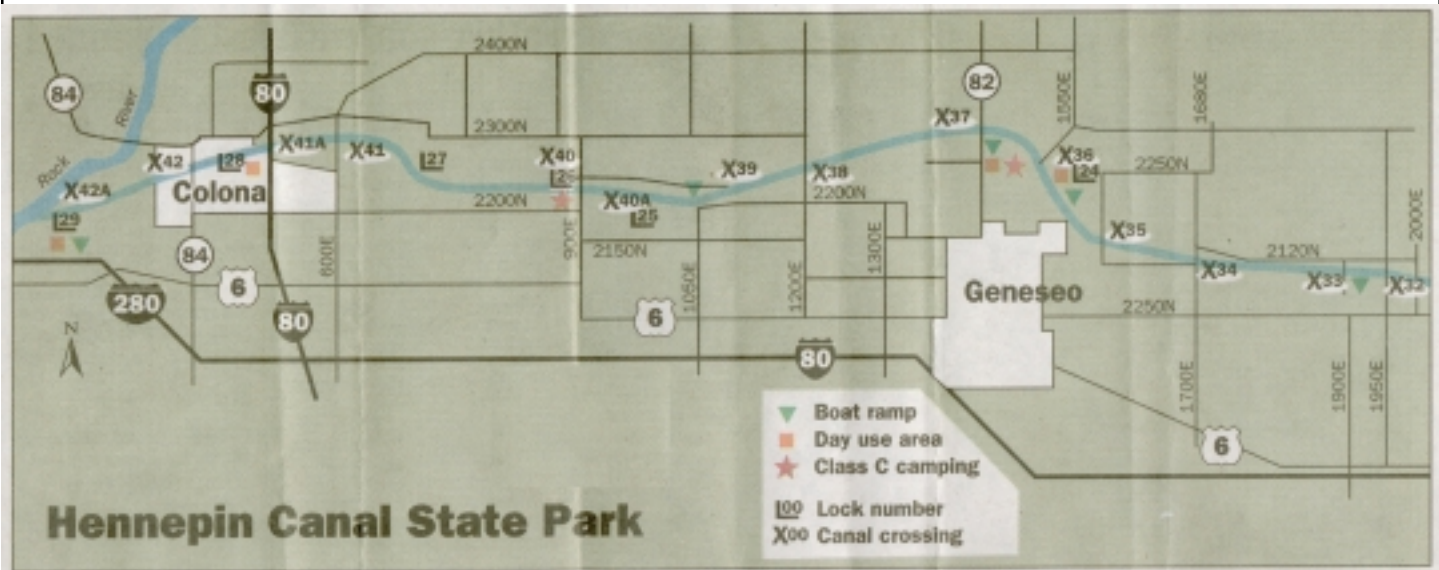 2400N
84
80
82
1550E
1680E
River
2300N
X37
X41A
X42
L28
X41
L27
X40
X39
X38
X36
L24
2250N
Rock
X42A
Colona
2200N
X40A
2200N
L29
L25
X35
2000E
84
800E
900E
2150N
1300E
2120N
6
1050E
1200E
X34
X33
X32
280
80
6
Geneseo
2250N
N
80
1700E
1900E
1950E
6
Boat ramp
Day use area
Class C camping
L00 Lock number
X00 Canal crossing
Hennepin Canal State Park